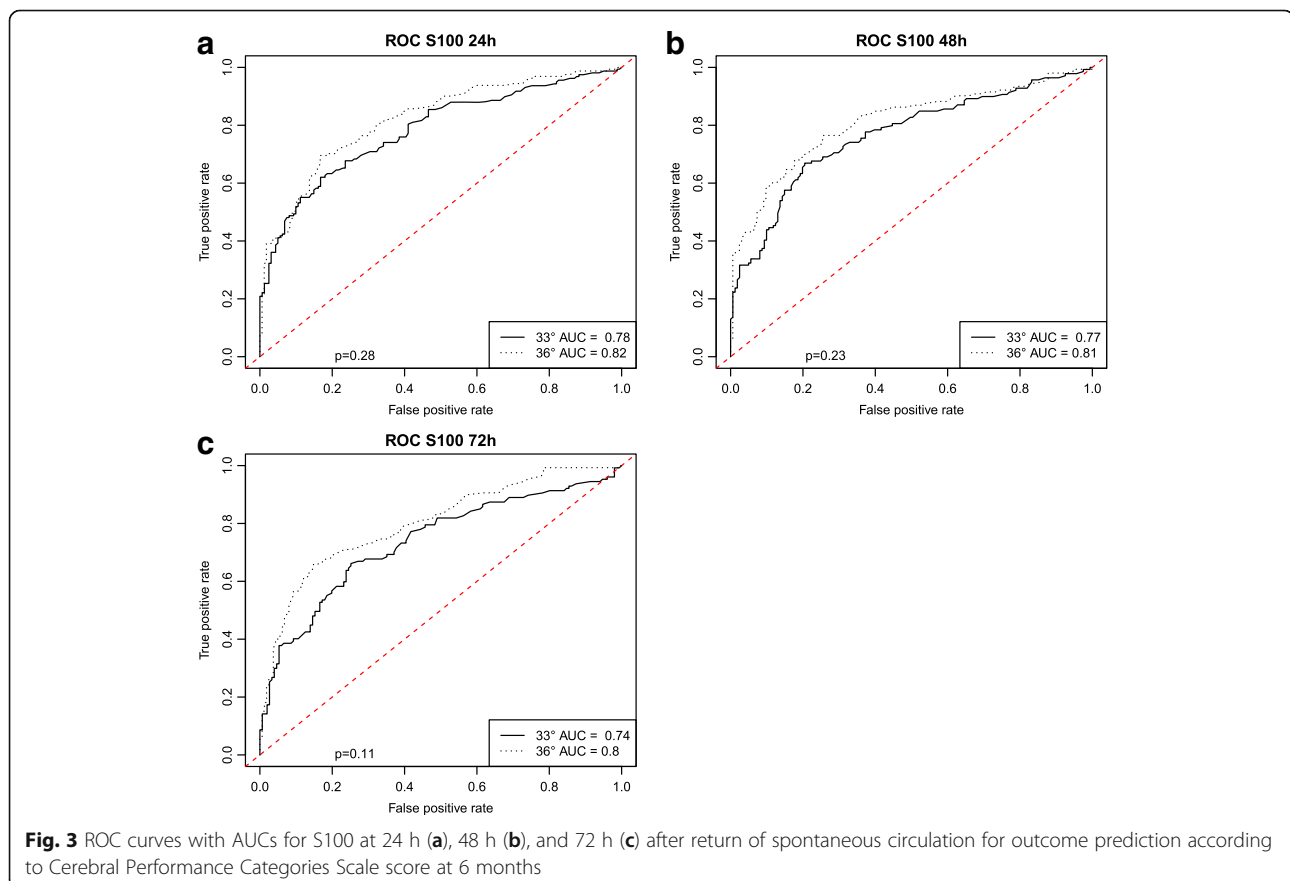 a
ROC S100 24h
True positive rate
0.0 0.2 0.4 0.6 0.8 1.0
33° AUC = 0.78
36° AUC = 0.82
p=0.28
0.0 0.2 0.4 0.6 0.8 1.0
False positive rate
b
ROC S100 48h
True positive rate
0.0 0.2 0.4 0.6 0.8 1.0
33° AUC = 0.77
36° AUC = 0.81
p=0.23
0.0 0.2 0.4 0.6 0.8 1.0
False positive rate
c
ROC S100 72h
True positive rate
0.0 0.2 0.4 0.6 0.8 1.0
33° AUC = 0.74
36° AUC = 0.8
p=0.11
0.0 0.2 0.4 0.6 0.8 1.0
False positive rate
Fig. 3 ROC curves with AUCs for S100 at 24 h (a), 48 h (b), and 72 h (c) after return of spontaneous circulation for outcome prediction according
to Cerebral Performance Categories Scale score at 6 months